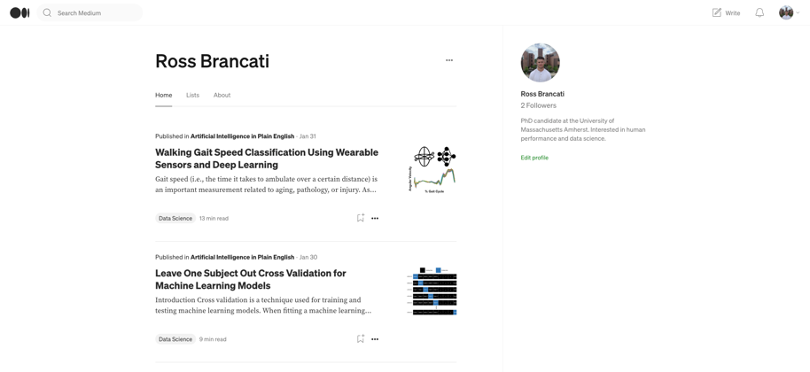 Search Medium
Write
Ross Brancati
Home Lists About
Published in Artificial Intelligence in Plain English · Jan 31
Walking Gait Speed Classification Using Wearable
Sensors and Deep Learning
Gait speed (i.e., the time it takes to ambulate over a certain distance) is
an important measurement related to aging, pathology, or injury. As…
Angular Velocity
% Gait Cycle
Data Science 13 min read
Published in Artificial Intelligence in Plain English · Jan 30
Leave One Subject Out Cross Validation for
Machine Learning Models
Introduction Cross validation is a technique used for training and
testing machine learning models. When fitting a machine learning…
Data Science 9 min read
Ross Brancati
2 Followers
PhD candidate at the University of
Massachusetts Amherst. Interested in human
performance and data science.
Edit profile